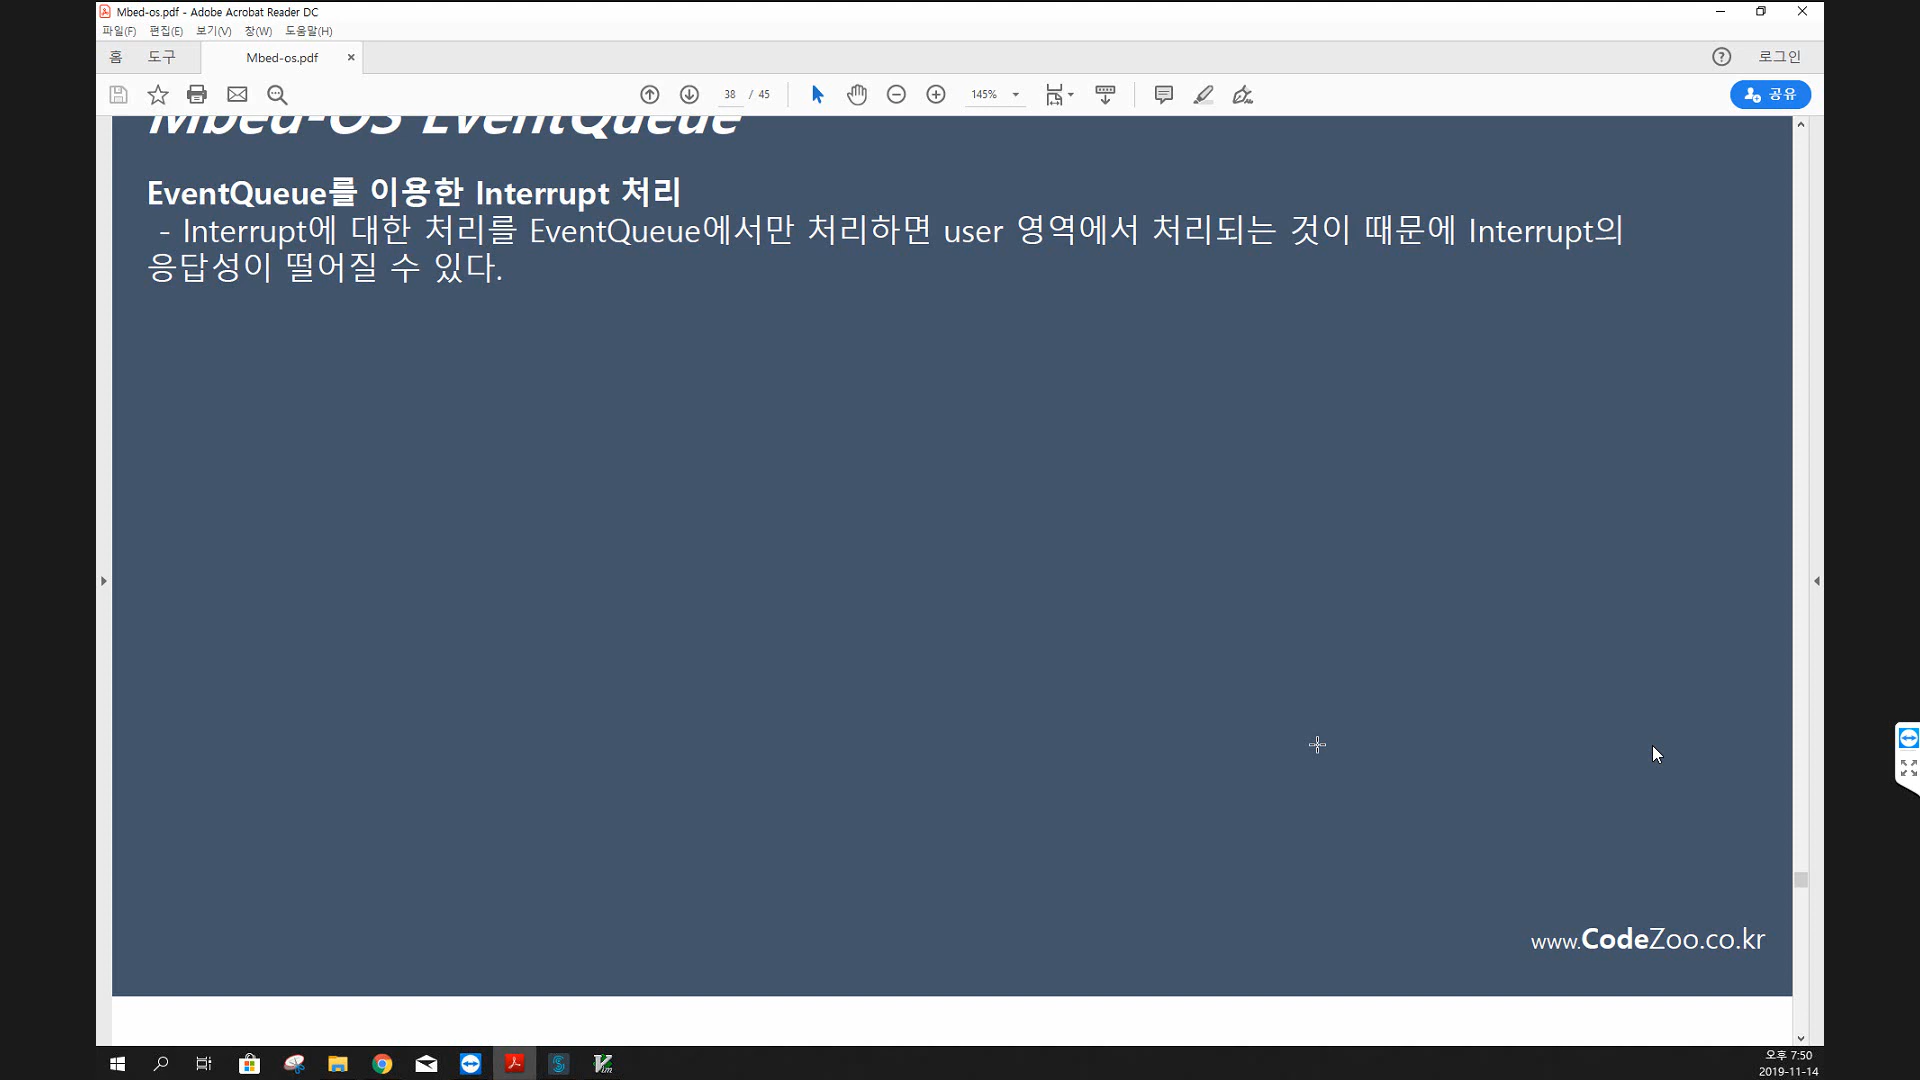 Mbed-os.pdf - Adobe Acrobat Reader DC
파일(F) 편집(E) 보기(V) 창(W) 도움말(H)
홈 도구 Mbed-os.pdf 로그인
38 / 45 145% 공유
Mbed-OS EventQueue
EventQueue를 이용한 Interrupt 처리
- Interrupt에 대한 처리를 EventQueue에서만 처리하면 user 영역에서 처리되는 것이 때문에 Interrupt의
응답성이 떨어질 수 있다.
www.CodeZoo.co.kr
오후 7:50
2019-11-14